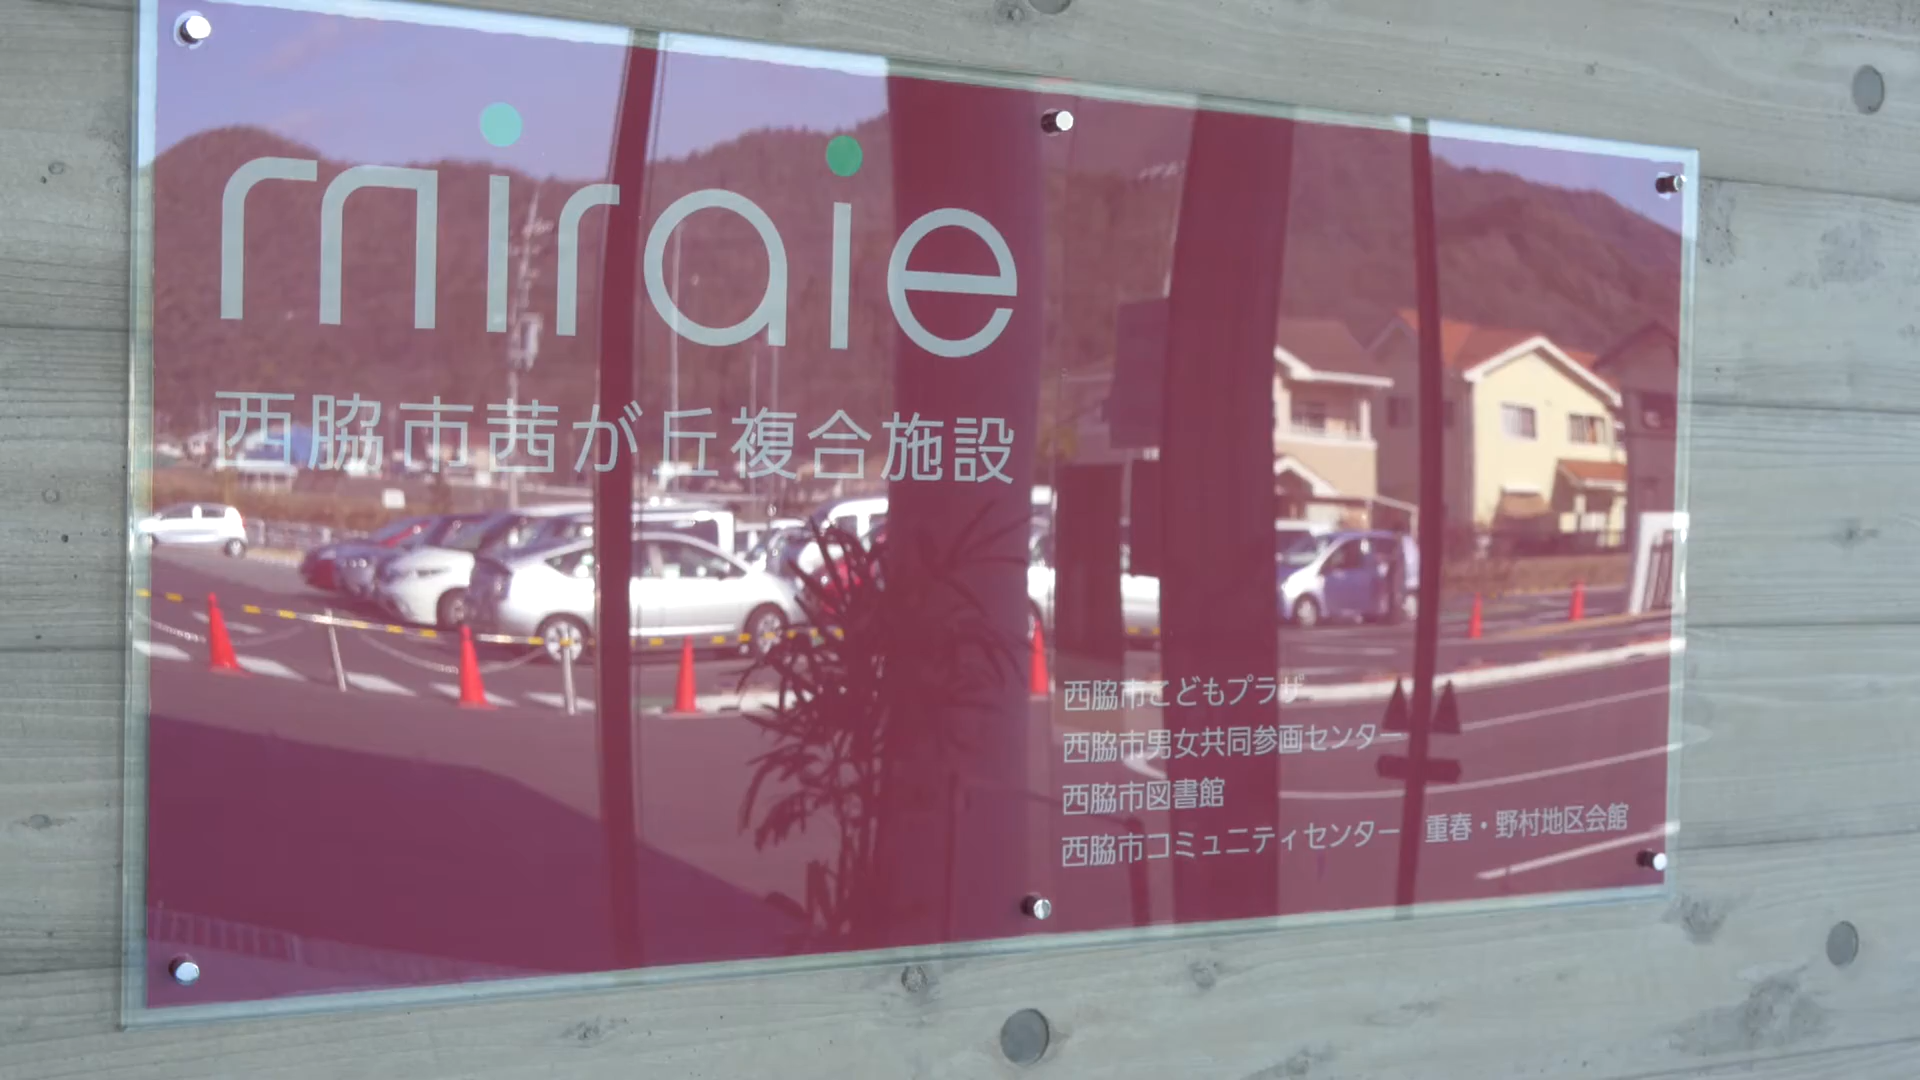 miraie
西脇市茜が丘複合施設
西脇市こどもプラザ
西脇市男女共同参画センター
西脇市図書館
西脇市コミュニティセンター 重春・野村地区会館